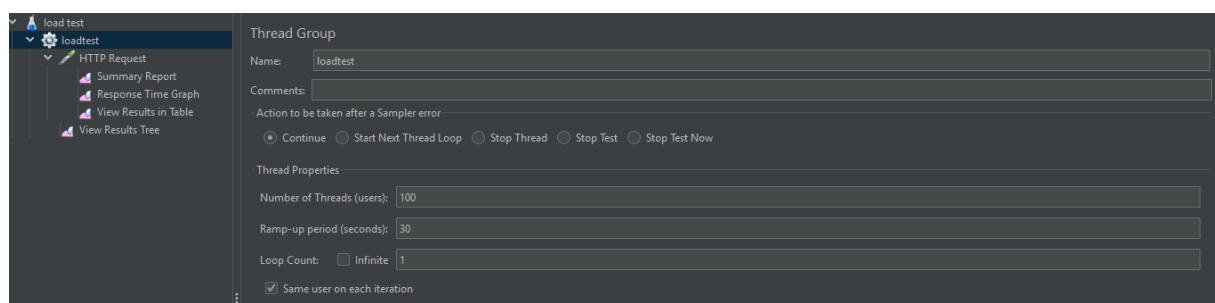 load test
loadtest
HTTP Request
Summary Report
Response Time Graph
View Results in Table
View Results Tree
Thread Group
Name: loadtest
Comments:
Action to be taken after a Sampler error
Continue Start Next Thread Loop Stop Thread Stop Test Stop Test Now
Thread Properties
Number of Threads (users): 100
Ramp-up period (seconds): 30
Loop Count: Infinite 1
Same user on each iteration